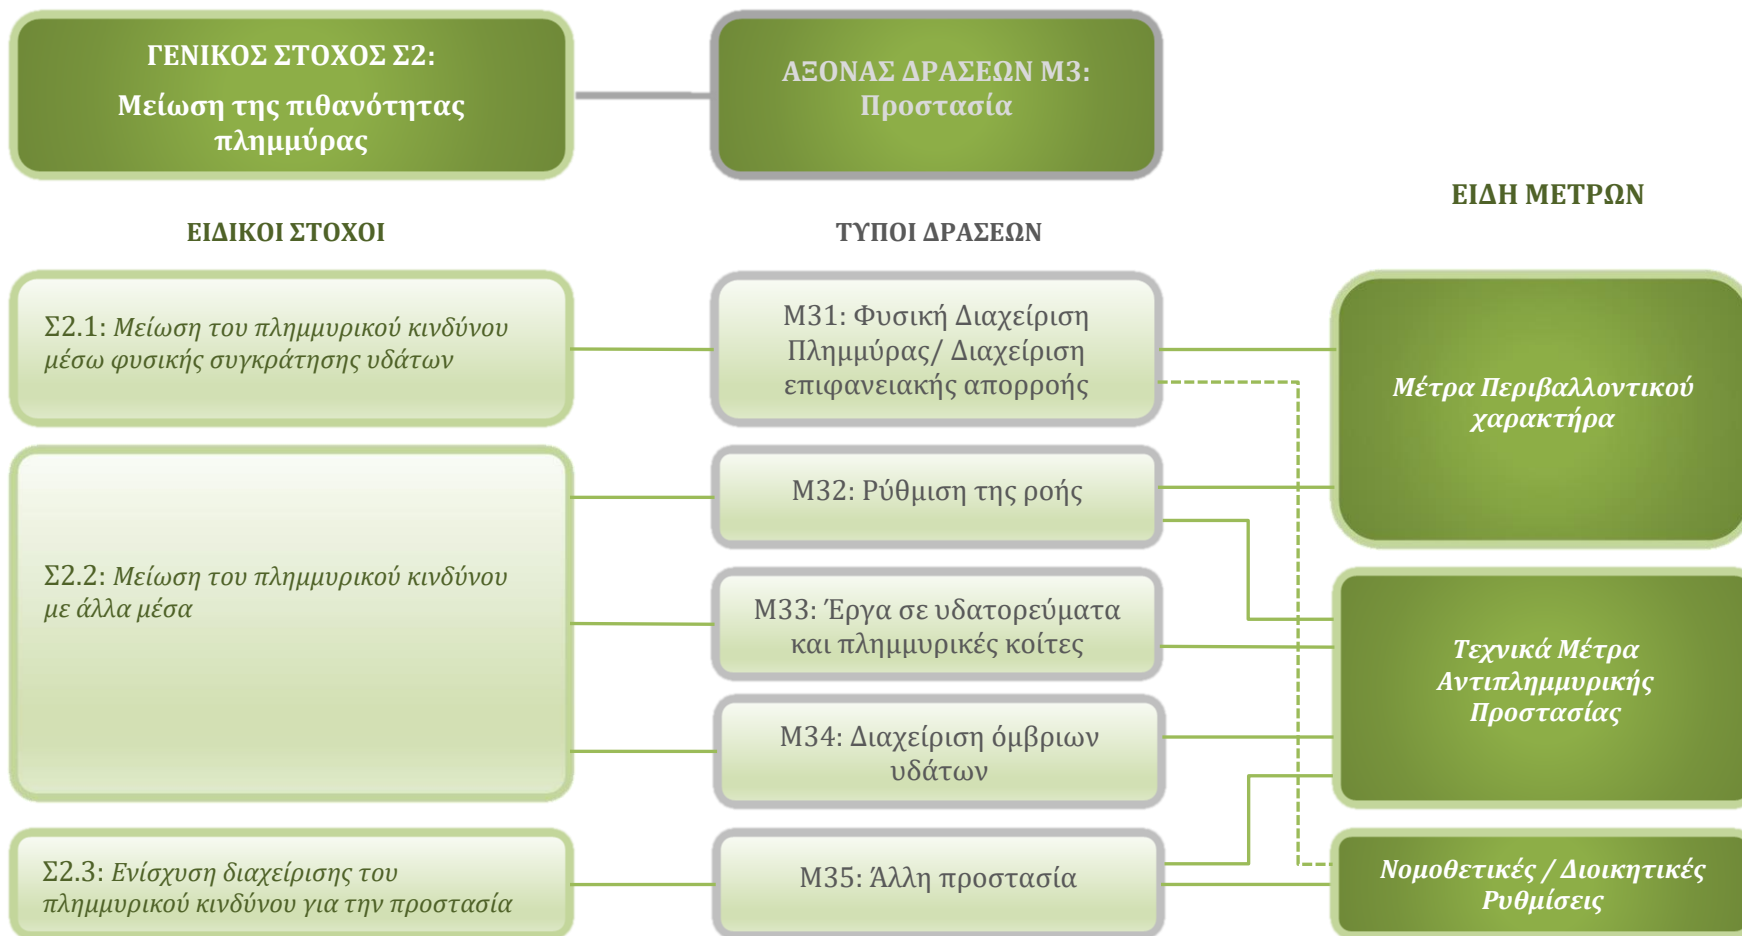 ΓΕΝΙΚΟΣ ΣΤΟΧΟΣ Σ2:
Μείωση της πιθανότητας
πλημμύρας
ΑΞΟΝΑΣ ΔΡΑΣΕΩΝ Μ3:
Προστασία
ΕΙΔΙΚΟΙ ΣΤΟΧΟΙ
ΤΥΠΟΙ ΔΡΑΣΕΩΝ
ΕΙΔΗ ΜΕΤΡΩΝ
Σ2.1: Μείωση του πλημμυρικού κινδύνου
μέσω φυσικής συγκράτησης υδάτων
Σ2.2: Μείωση του πλημμυρικού κινδύνου
με άλλα μέσα
Σ2.3: Ενίσχυση διαχείρισης του
πλημμυρικού κινδύνου για την προστασία
Μ31: Φυσική Διαχείριση
Πλημμύρας/ Διαχείριση
επιφανειακής απορροής
Μ32: Ρύθμιση της ροής
Μ33: Έργα σε υδατορεύματα
και πλημμυρικές κοίτες
Μ34: Διαχείριση όμβριων
υδάτων
Μ35: Άλλη προστασία
Μέτρα Περιβαλλοντικού
χαρακτήρα
Τεχνικά Μέτρα
Αντιπλημμυρικής
Προστασίας
Νομοθετικές / Διοικητικές
Ρυθμίσεις